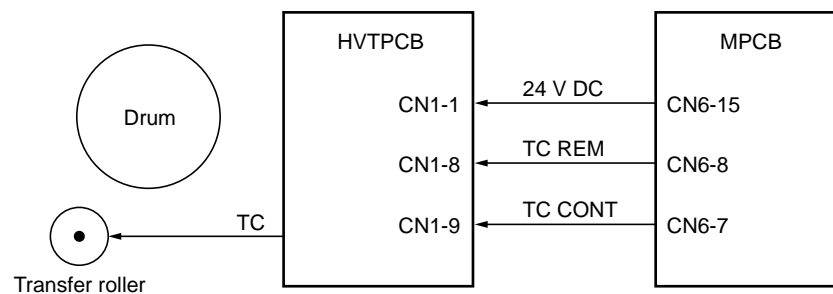 HVTPCB
MPCB
24 V DC
CN1-1
CN6-15
Drum
TC REM
CN1-8
CN6-8
TC CONT
CN1-9
CN6-7
TC
Transfer roller